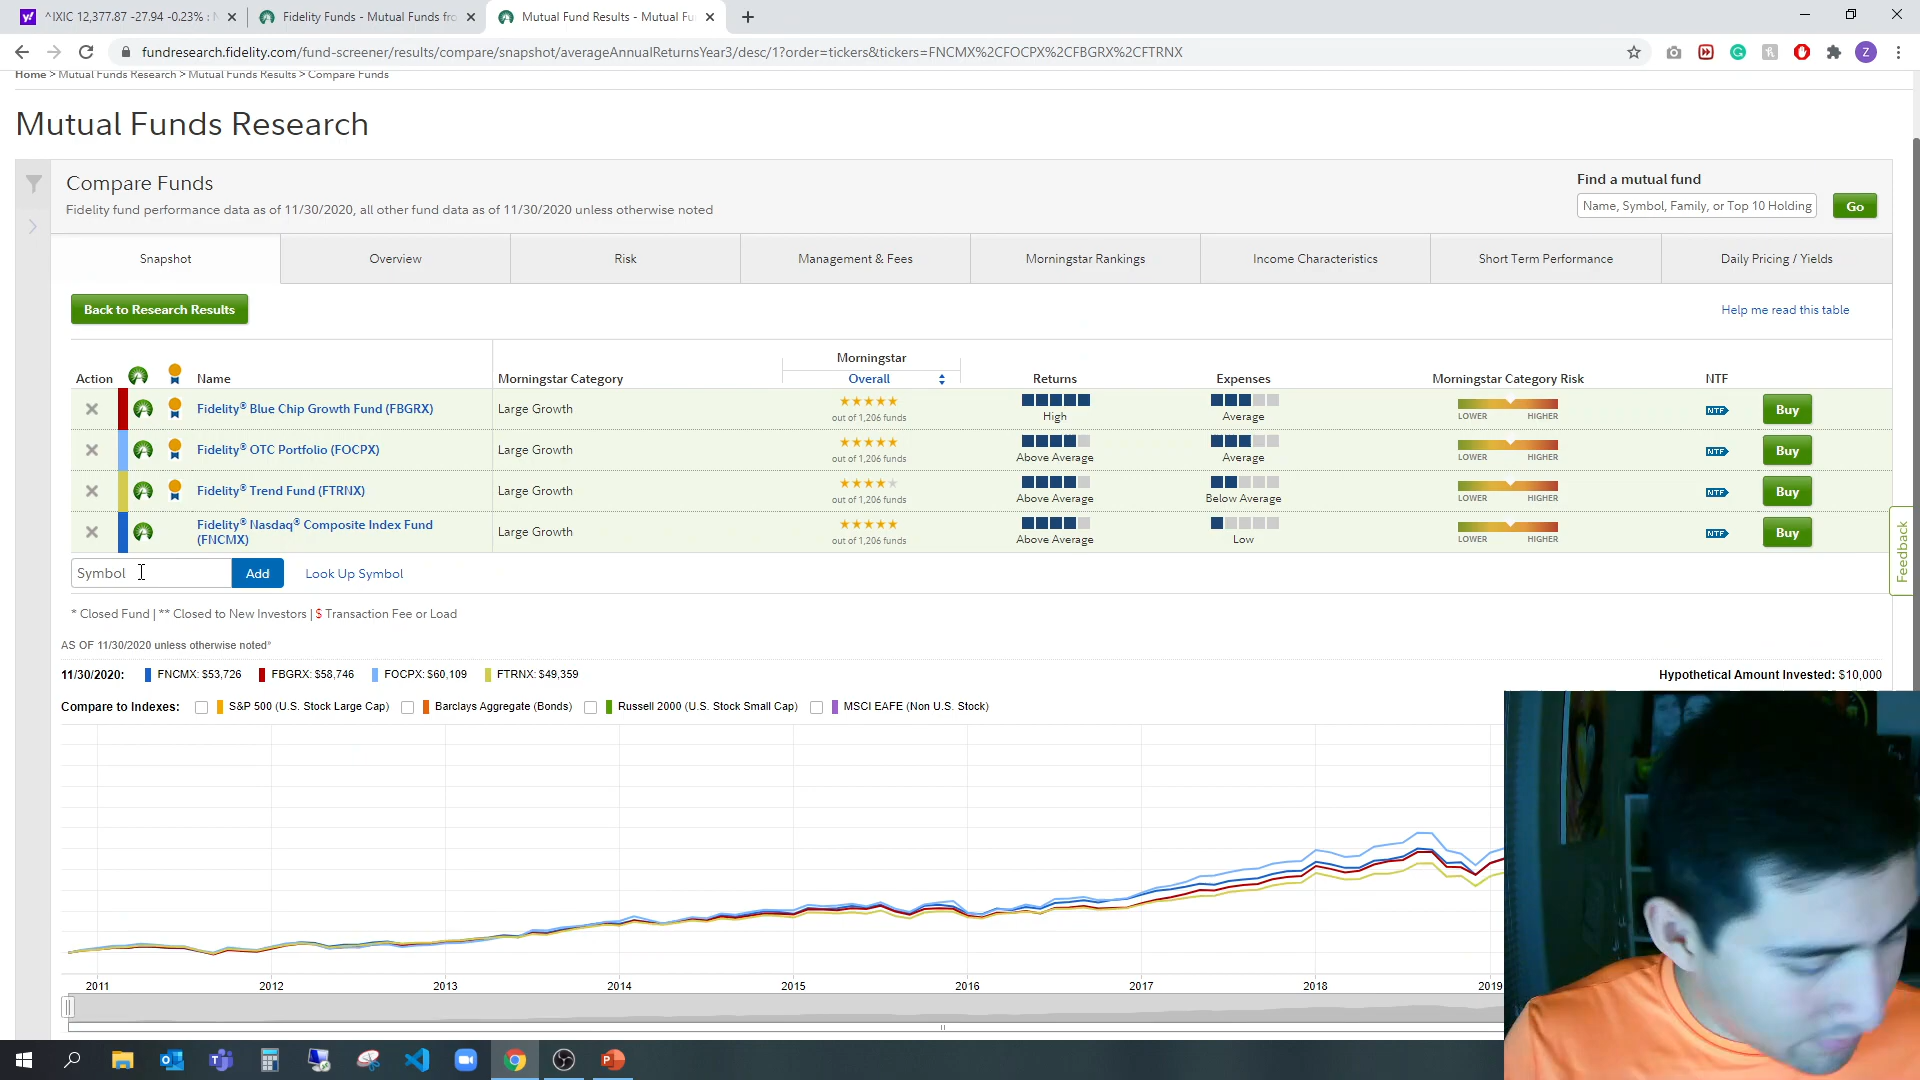 ^IXIC 12,377.87 -27.94 -0.23% :
Fidelity Funds - Mutual Funds fro
Mutual Fund Results - Mutual Fu
fundresearch.fidelity.com/fund-screener/results/compare/snapshot/averageAnnualReturnsYear3/desc/1?order=tickers&tickers=FNCMX%2CFOCPX%2CFBGRX%2CFTRNX
Home > Mutual Funds Research > Mutual Funds Results > Compare Funds
Mutual Funds Research
Compare Funds
Fidelity fund performance data as of 11/30/2020, all other fund data as of 11/30/2020 unless otherwise noted
Find a mutual fund
Name, Symbol, Family, or Top 10 Holding
Go
Snapshot Overview Risk Management & Fees Morningstar Rankings Income Characteristics Short Term Performance Daily Pricing / Yields
Back to Research Results
Help me read this table
Morningstar
Action Name Morningstar Category Overall Returns Expenses Morningstar Category Risk NTF
Fidelity® Blue Chip Growth Fund (FBGRX) Large Growth out of 1,206 funds High Average LOWER HIGHER NTF Buy
Fidelity® OTC Portfolio (FOCPX) Large Growth out of 1,206 funds Above Average Average LOWER HIGHER NTF Buy
Fidelity® Trend Fund (FTRNX) Large Growth out of 1,206 funds Above Average Below Average LOWER HIGHER NTF Buy
Fidelity® Nasdaq® Composite Index Fund
(FNCMX) Large Growth out of 1,206 funds Above Average Low LOWER HIGHER NTF Buy
Symbol Add Look Up Symbol
* Closed Fund | ** Closed to New Investors | $ Transaction Fee or Load
AS OF 11/30/2020 unless otherwise noted*
11/30/2020: FNCMX: $53,726 FBGRX: $58,746 FOCPX: $60,109 FTRNX: $49,359 Hypothetical Amount Invested: $10,000
Compare to Indexes: S&P 500 (U.S. Stock Large Cap) Barclays Aggregate (Bonds) Russell 2000 (U.S. Stock Small Cap) MSCI EAFE (Non U.S. Stock)
2011 2012 2013 2014 2015 2016 2017 2018 2019
Feedback